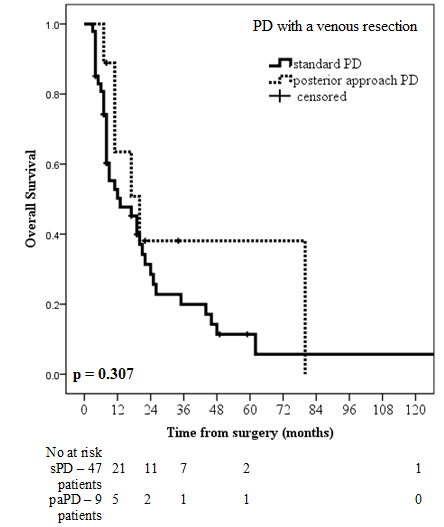 PD with a venous resection
standard PD
posterior approach PD
censored
Overall Survival
1.0
0.8
0.6
0.4
0.2
0.0
p = 0.307
0 12 24 36 48 60 72 84 96 108 120
Time from surgery (months)
No at risk
sPD – 47 21 11 7 2 1
patients
paPD – 9 5 2 1 1 0
patients